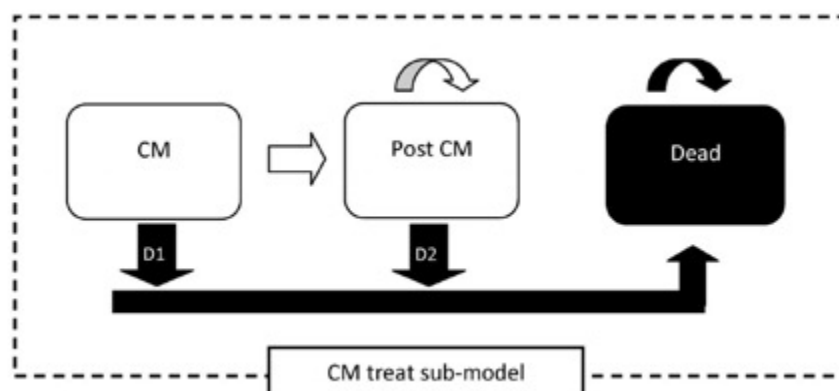 CM
Post CM
Dead
D1
D2
CM treat sub-model